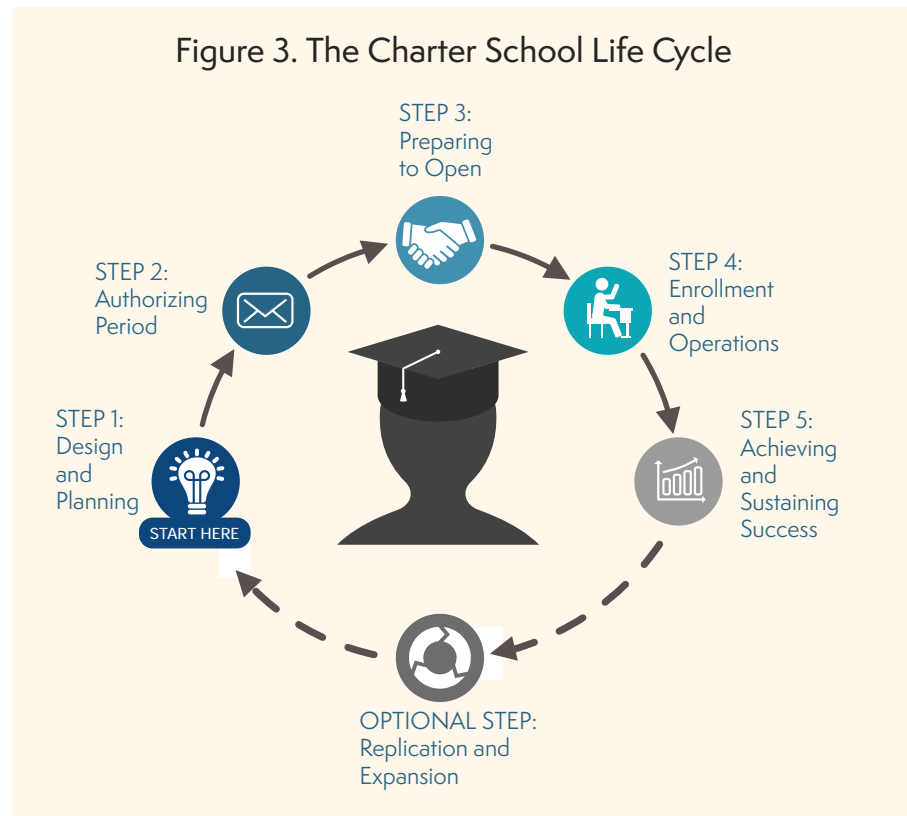 Figure 3. The Charter School Life Cycle
STEP 3:
Preparing
to Open
STEP 2:
Authorizing
Period
STEP 4:
Enrollment
and
Operations
STEP 1:
Design
and
Planning
START HERE
STEP 5:
Achieving
and
Sustaining
Success
OPTIONAL STEP:
Replication and
Expansion